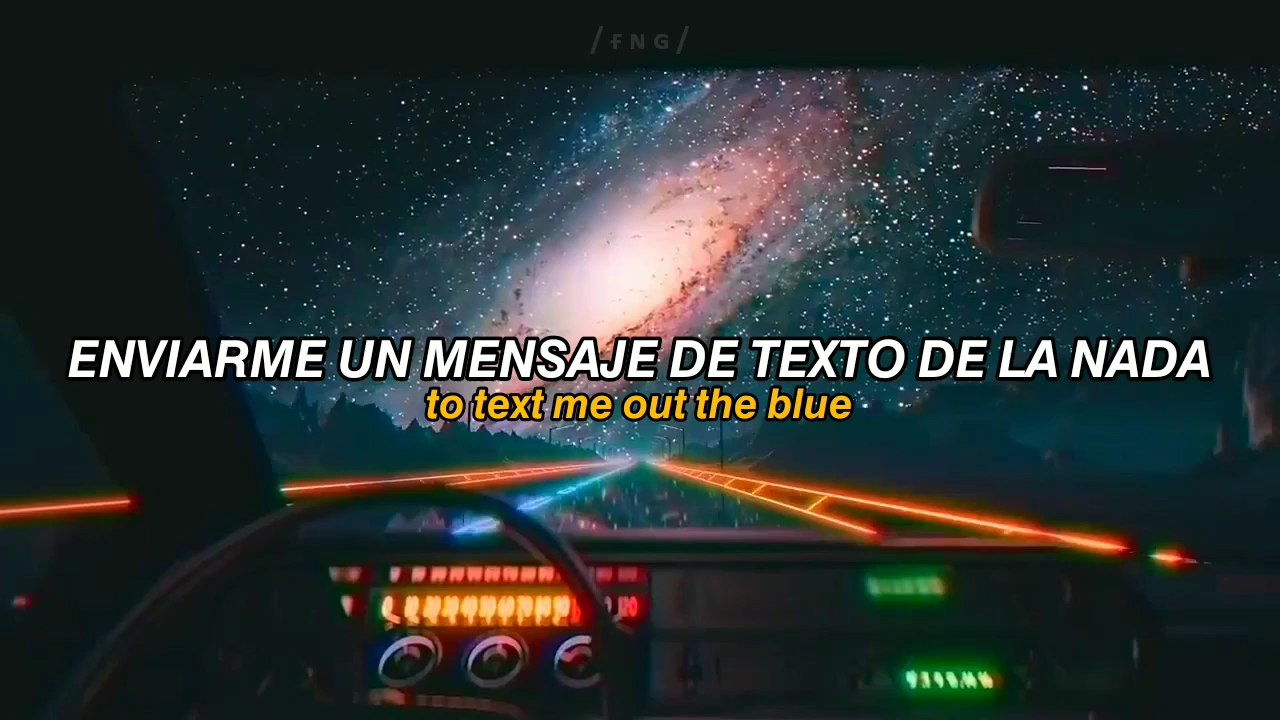 /FNG/
ENVIARME UN MENSAJE DE TEXTO DE LA NADA
to text me out the blue